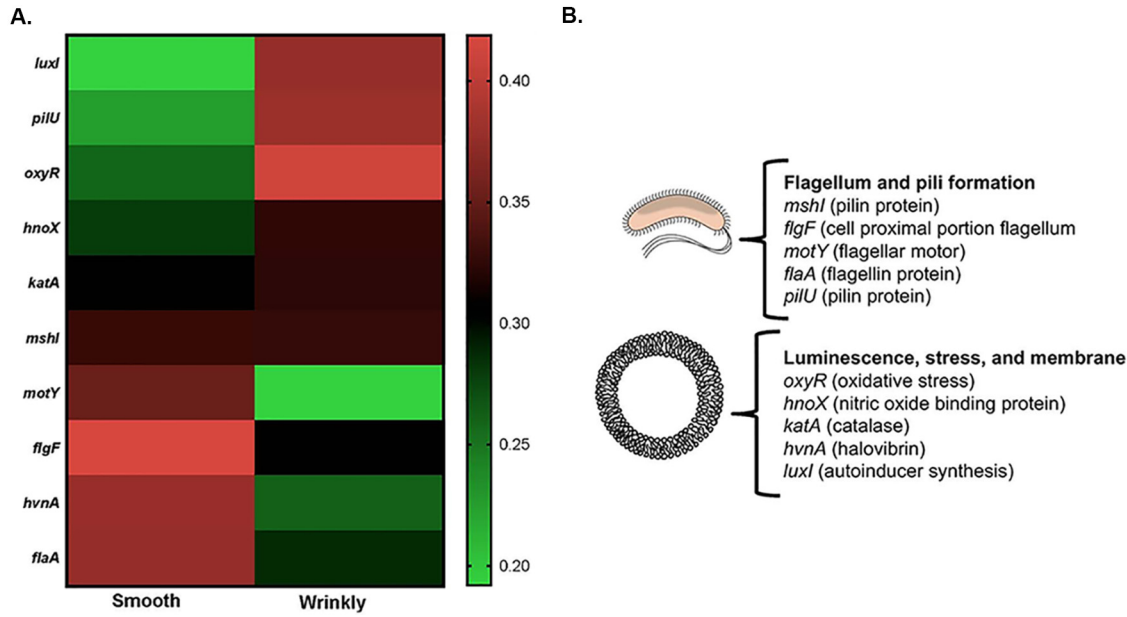 A.
luxI
pilU
oxyR
hnoX
katA
mshI
motY
flgF
hvnA
flaA
Smooth Wrinkly
0.40
0.35
0.30
0.25
0.20
B.
Flagellum and pili formation
mshI (pilin protein)
flgF (cell proximal portion flagellum
motY (flagellar motor)
flaA (flagellin protein)
pilU (pilin protein)
Luminescence, stress, and membrane
oxyR (oxidative stress)
hnoX (nitric oxide binding protein)
katA (catalase)
hvnA (halovibrin)
luxI (autoinducer synthesis)